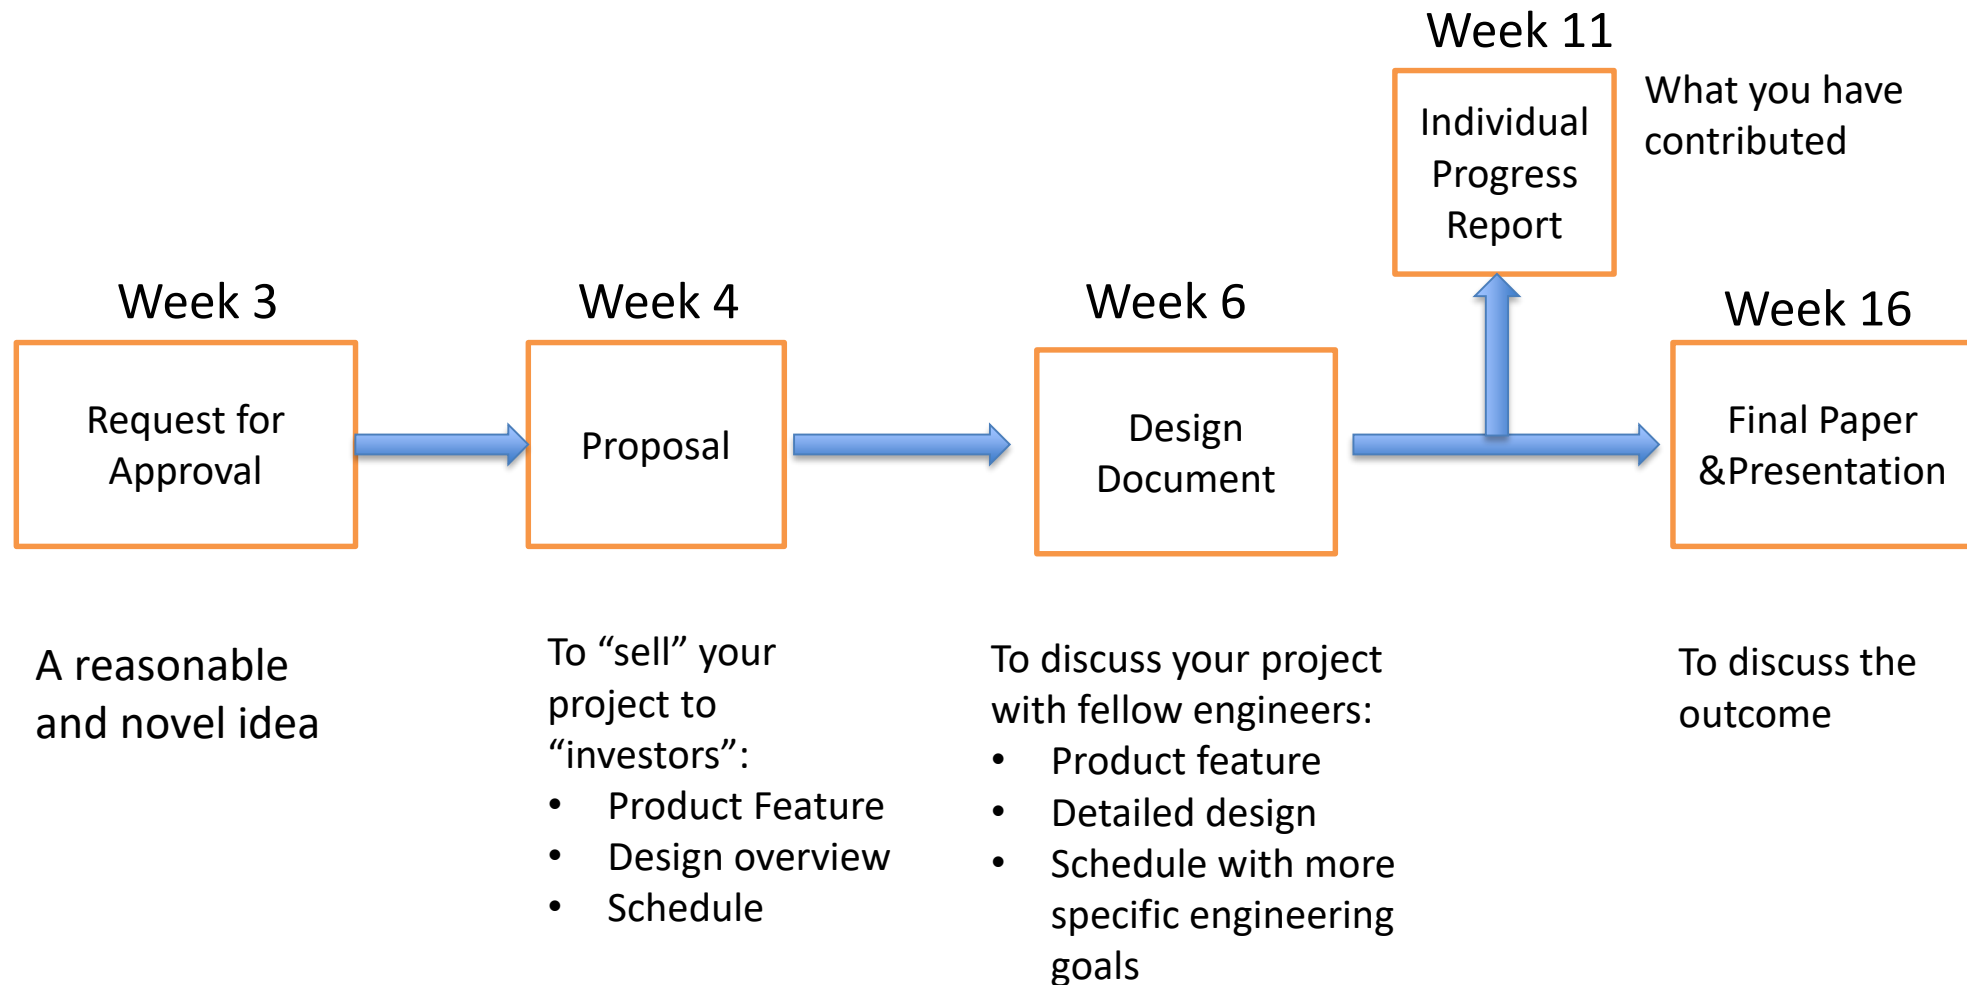 Week 11
Individual
Progress
Report
What you have
contributed
Week 3
Request for
Approval
Week 4
Proposal
Week 6
Design
Document
Week 16
Final Paper
&Presentation
A reasonable
and novel idea
To “sell” your
project to
“investors”:
• Product Feature
• Design overview
• Schedule
To discuss your project
with fellow engineers:
• Product feature
• Detailed design
• Schedule with more
specific engineering
goals
To discuss the
outcome